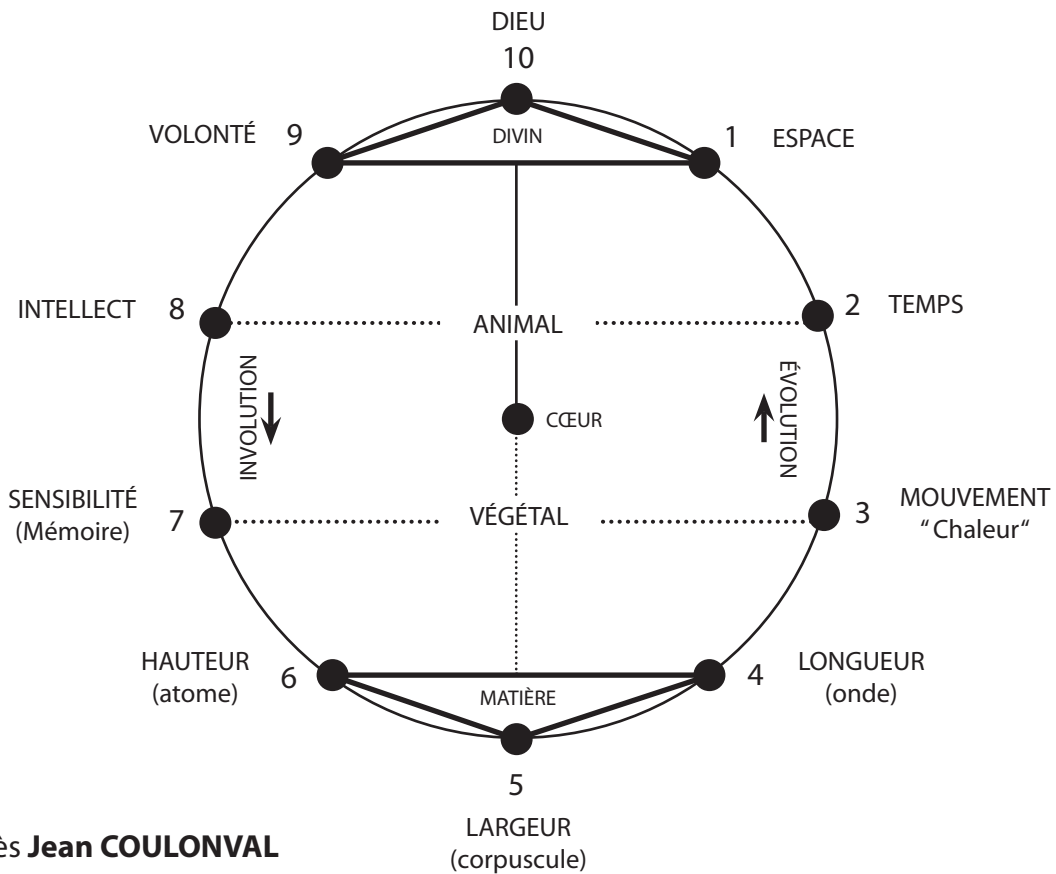 DIEU
10
DIVIN
VOLONTÉ 9
1 ESPACE
INTELLECT 8
ANIMAL
2 TEMPS
INVOLUTION
CŒUR
ÉVOLUTION
SENSIBILITÉ
(Mémoire) 7
VÉGÉTAL
3 MOUVEMENT
“Chaleur“
HAUTEUR
(atome) 6
MATIÈRE
4 LONGUEUR
(onde)
5
LARGEUR
(corpuscule)
ès Jean COULONVAL